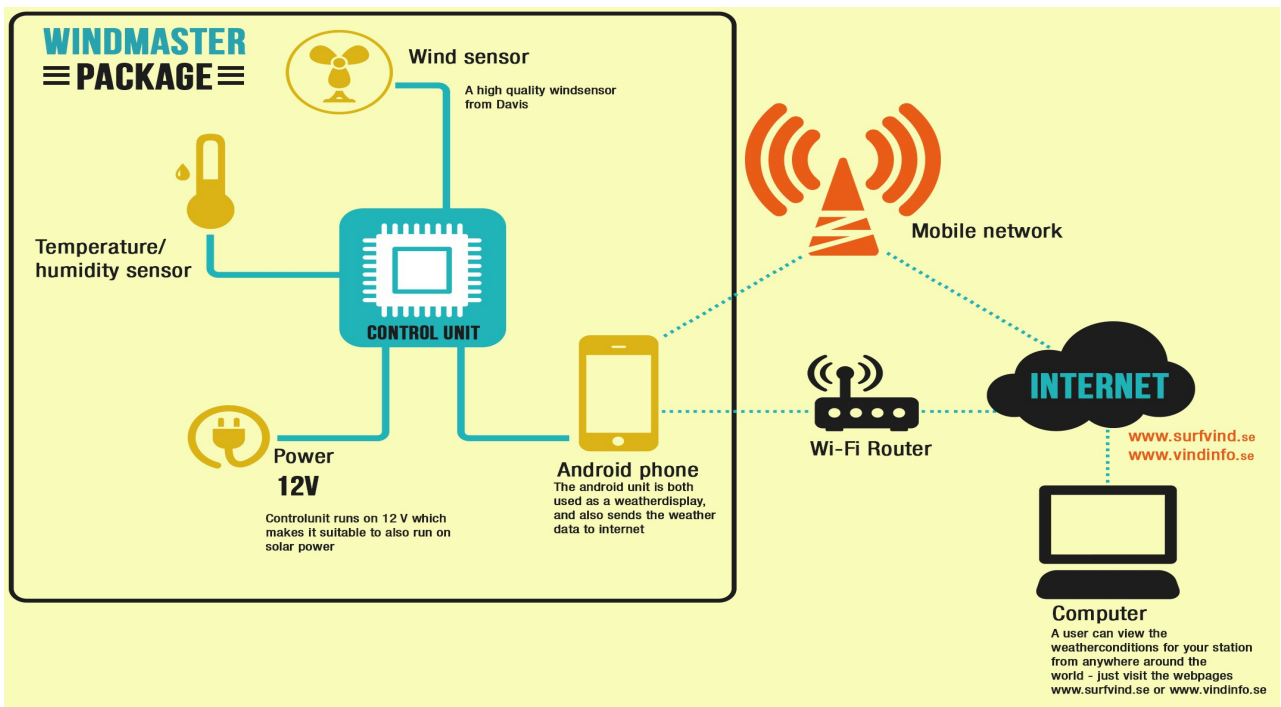 WINDMASTER
PACKAGE
Wind sensor
A high quality windsensor
from Davis
Temperature/
humidity sensor
CONTROL UNIT
Power
12V
Controlunit runs on 12 V which
makes it suitable to also run on
solar power
Android phone
The android unit is both
used as a weatherdisplay,
and also sends the weather
data to internet
Mobile network
Wi-Fi Router
INTERNET
www.surfvind.se
www.vindinfo.se
Computer
A user can view the
weatherconditions for your station
from anywhere around the
world - just visit the webpages
www.surfvind.se or www.vindinfo.se